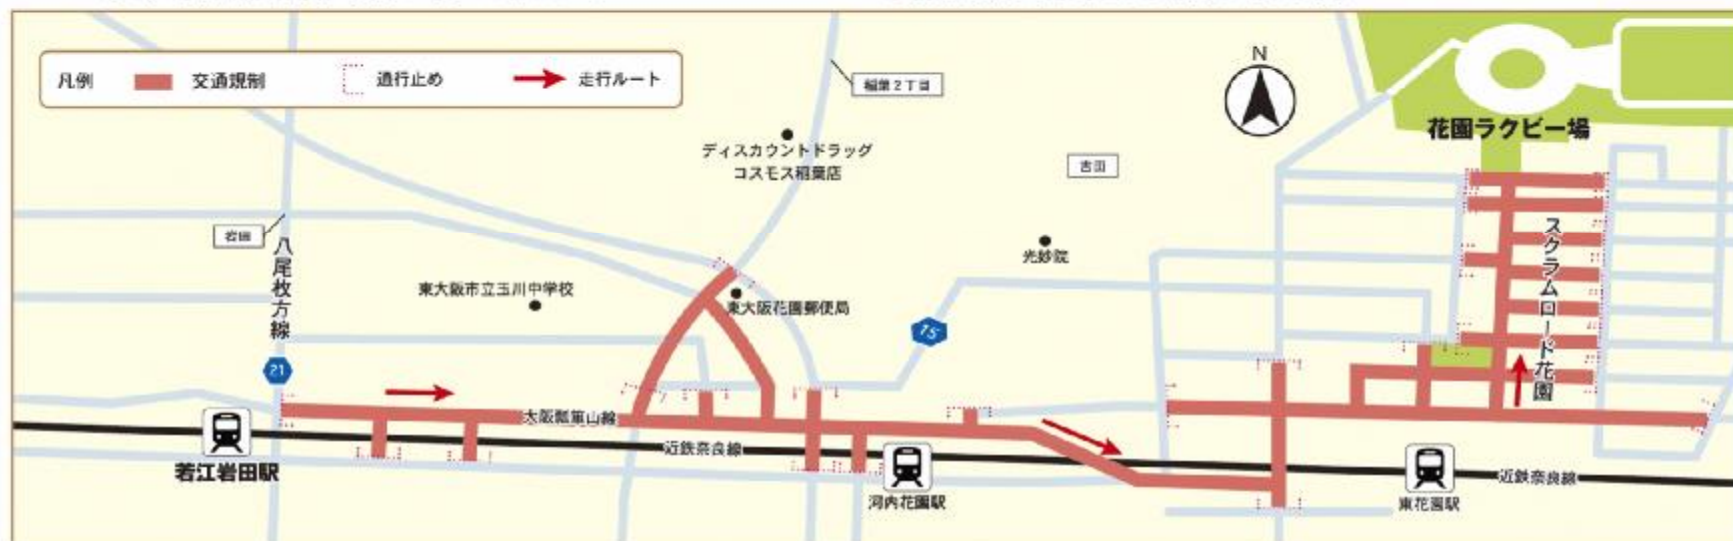 凡例 交通規制 通行止め 走行ルート
稲葉2丁目
N
花園ラグビー場
ディスカウントドラッグ
コスモス稲葉店
吉田
岩田
八尾枚方線
光妙院
スクラムロード花園
東大阪市立玉川中学校
東大阪花園郵便局
15
21
大阪瓢箪山線
近鉄奈良線
若江岩田駅
河内花園駅
東花園駅
近鉄奈良線